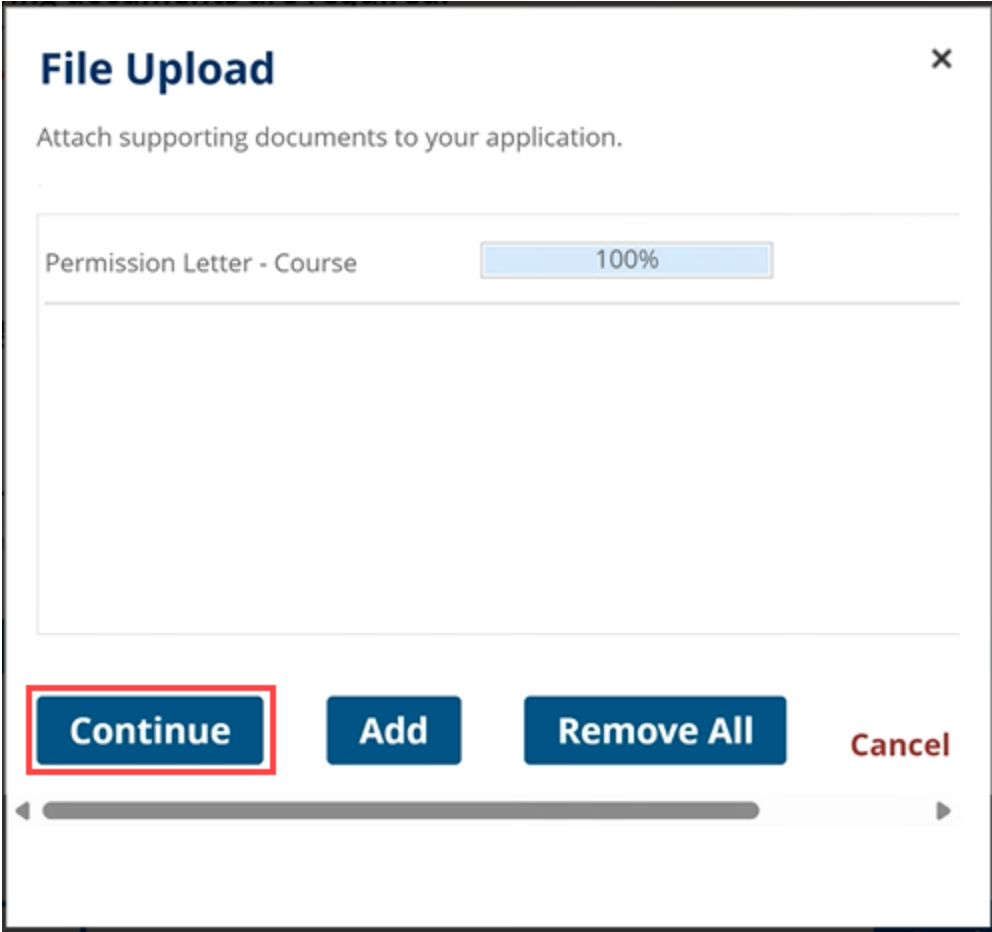 File Upload
Attach supporting documents to your application.
Permission Letter - Course 100%
Continue Add Remove All Cancel